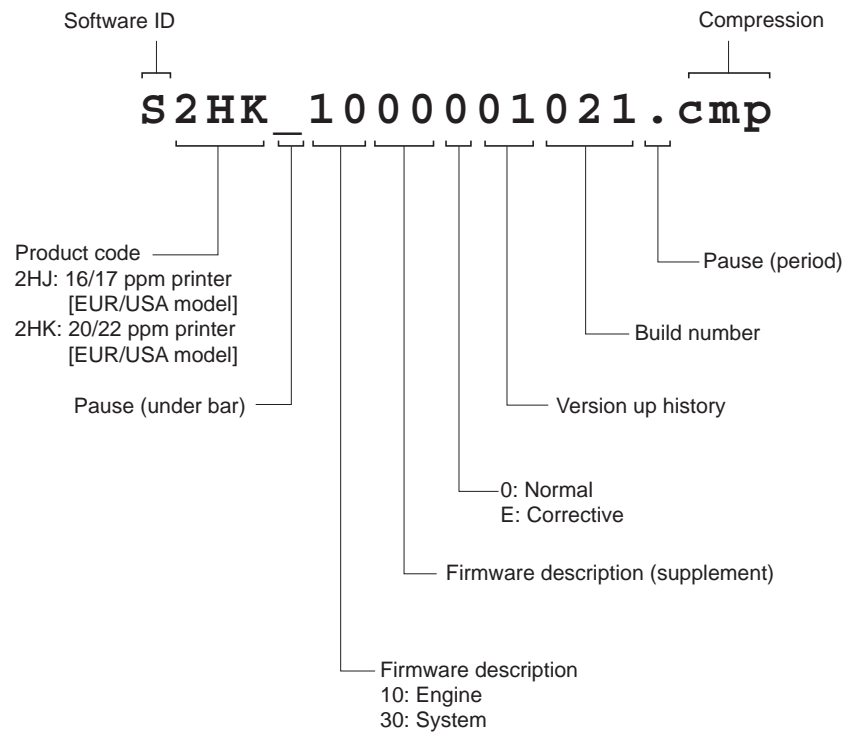 Software ID
Compression
S2HK_1000001021.cmp
Product code
2HJ: 16/17 ppm printer
[EUR/USA model]
2HK: 20/22 ppm printer
[EUR/USA model]
Pause (period)
Build number
Pause (under bar)
Version up history
0: Normal
E: Corrective
Firmware description (supplement)
Firmware description
10: Engine
30: System